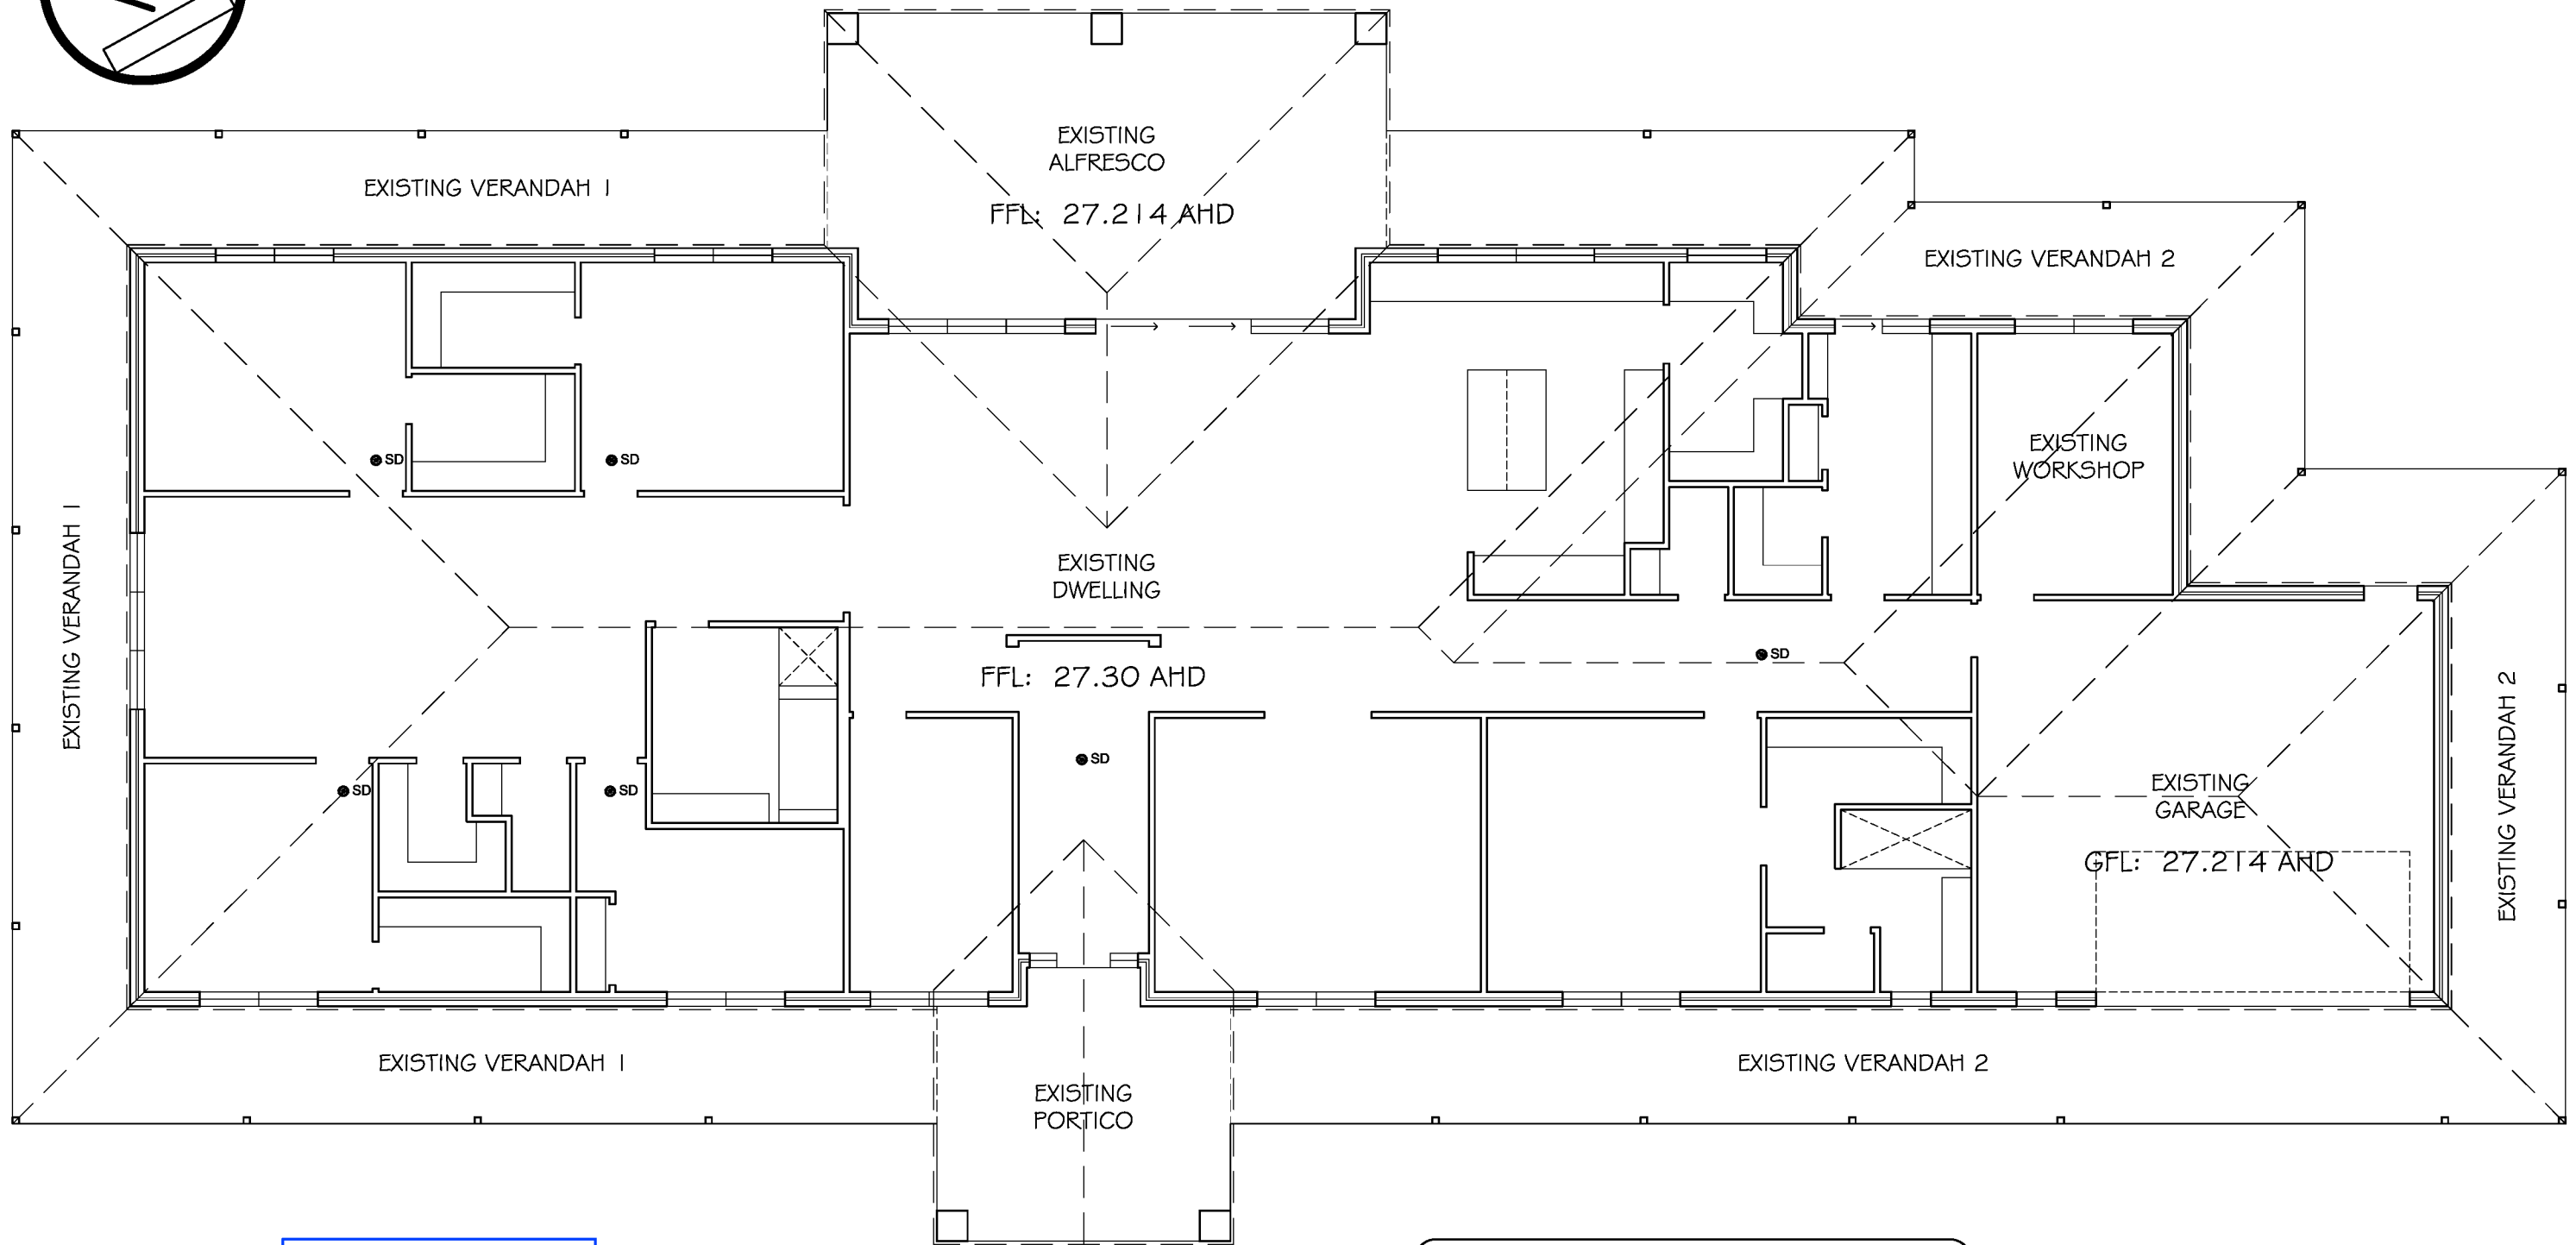 EXISTING
ALFRESCO
FFL: 27.214 AHD
EXISTING VERANDAH 1
EXISTING VERANDAH 2
EXISTING
WORKSHOP
SD
SD
EXISTING VERANDAH 1
EXISTING
DWELLING
FFL: 27.30 AHD
SD
SD
SD
SD
EXISTING
GARAGE
GFL: 27.214 AHD
EXISTING VERANDAH 2
EXISTING VERANDAH 1
EXISTING
PORTICO
EXISTING VERANDAH 2